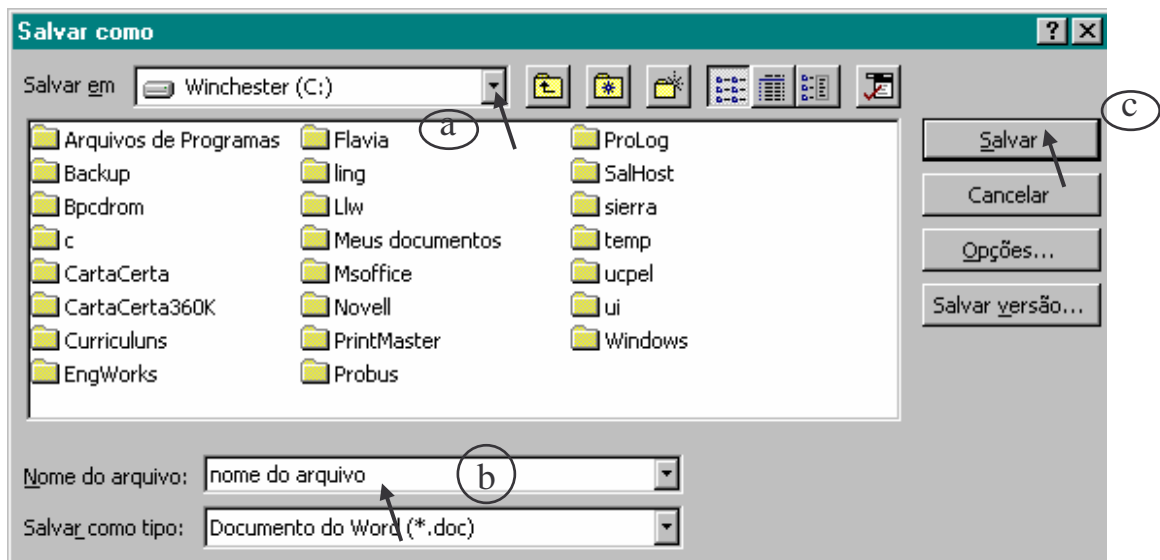 Salvar como
Salvar em Winchester (C:)
a
c
Arquivos de Programas Flavia ProLog
Salvar
Backup ling SalHost
Bpcdrom Llw sierra
Cancelar
c Meus documentos temp
CartaCerta Msoffice ucpel
Opções...
CartaCerta360K Novell ui
Salvar versão...
Curriculuns PrintMaster Windows
EngWorks Probus
Nome do arquivo: nome do arquivo
b
Salvar como tipo: Documento do Word (*.doc)